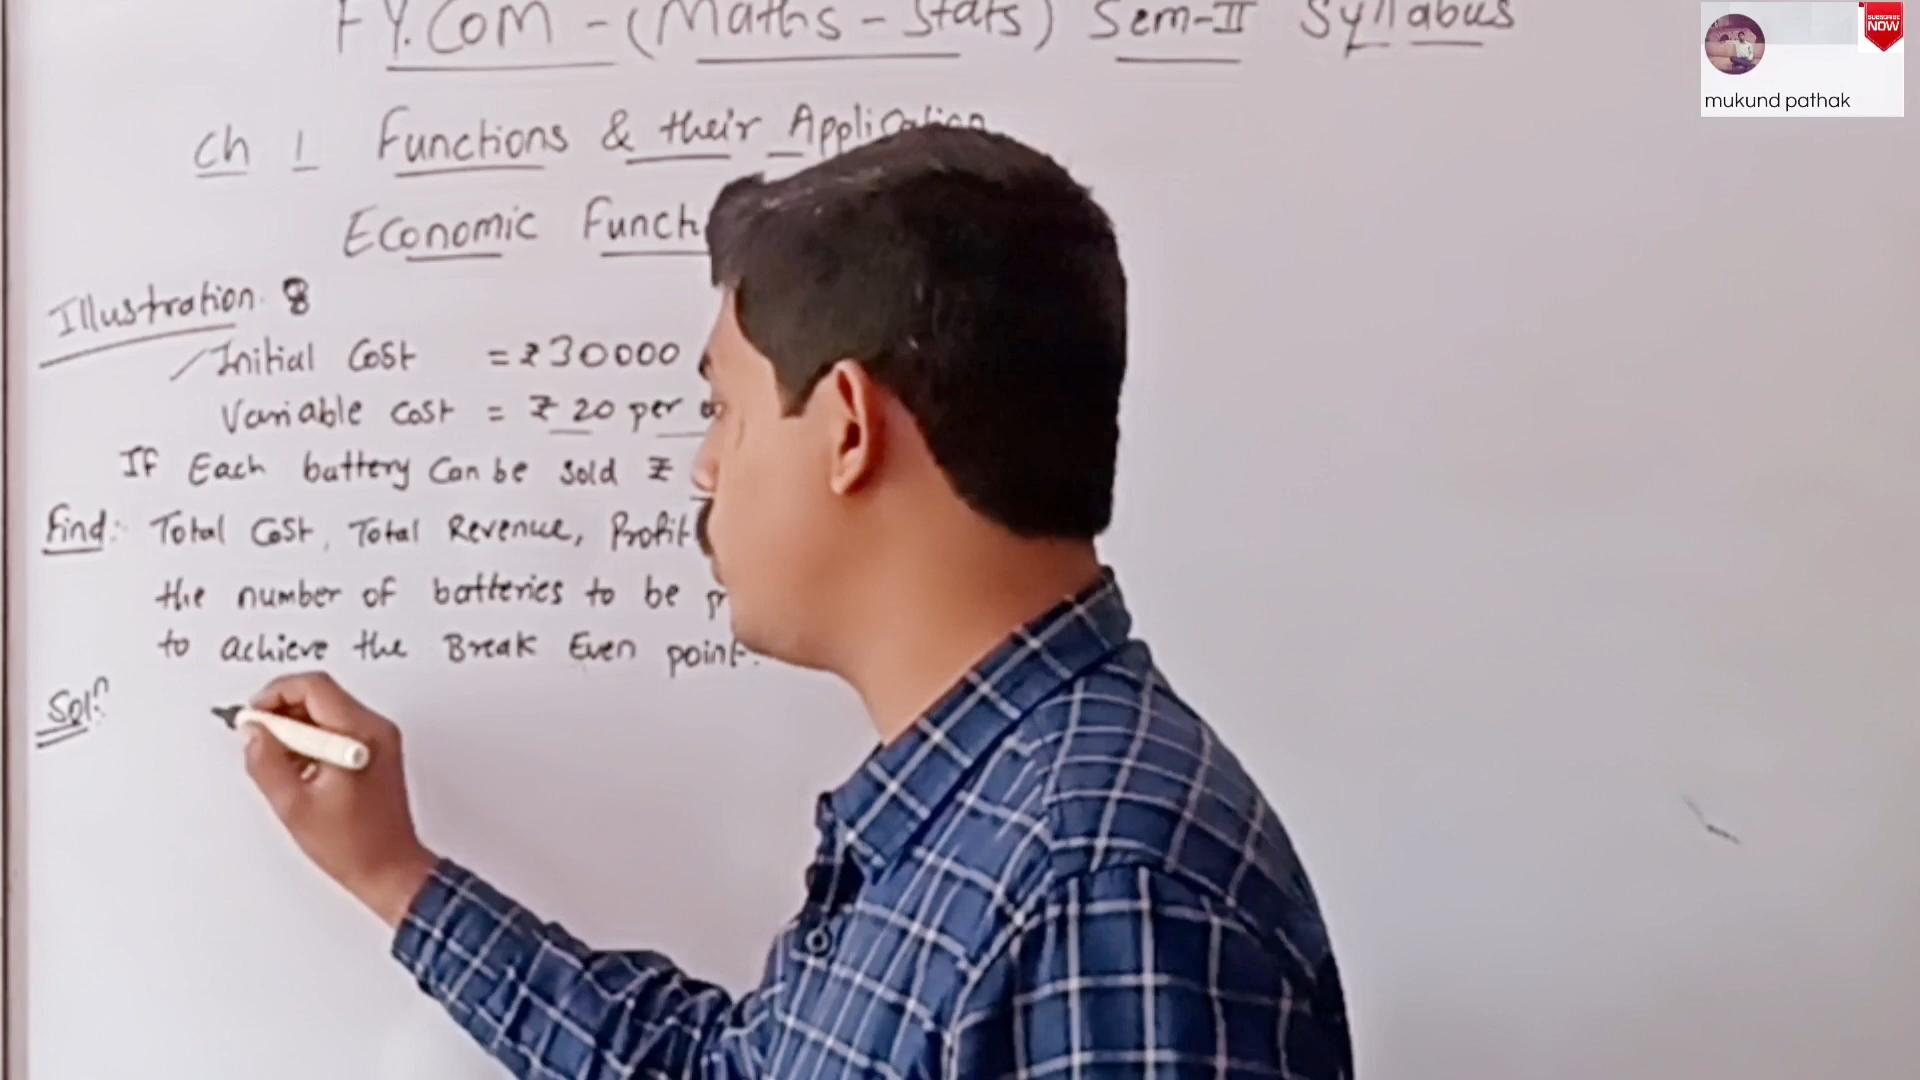 F.Y.Com - (Maths - Stats) Sem-II Syllabus
SUBSCRIBE NOW
mukund pathak
Ch 1 Functions & their Application
Economic
Illustration 8
Initial Cost = ₹30000
Variable cost = ₹ 20 per
If Each battery can be sold ₹
Find: Total Cost, Total Revenue, Profit
the number of batteries to be
to achieve the Break Even point.
Soln